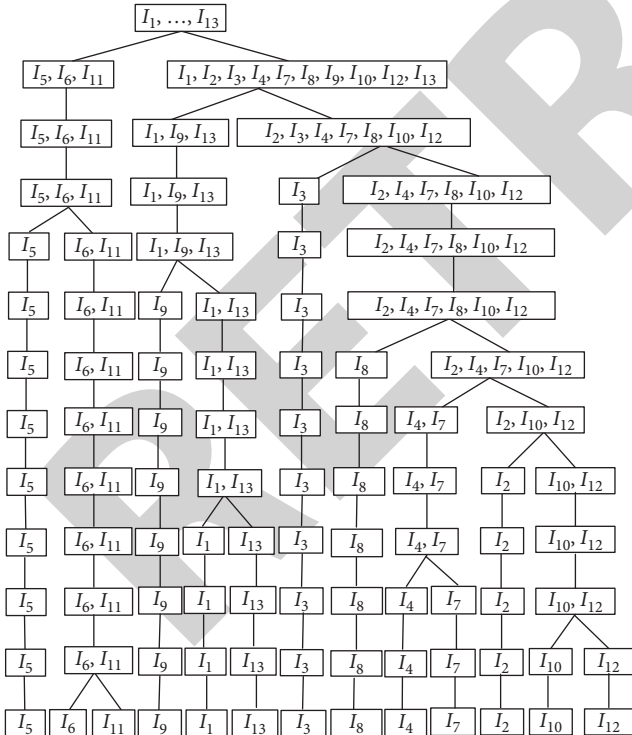 I₁, …, I₁₃
I₅, I₆, I₁₁ I₁, I₂, I₃, I₄, I₇, I₈, I₉, I₁₀, I₁₂, I₁₃
I₅, I₆, I₁₁ I₁, I₉, I₁₃ I₂, I₃, I₄, I₇, I₈, I₁₀, I₁₂
I₅, I₆, I₁₁ I₁, I₉, I₁₃ I₃ I₂, I₄, I₇, I₈, I₁₀, I₁₂
I₅ I₆, I₁₁ I₁, I₉, I₁₃ I₃ I₂, I₄, I₇, I₈, I₁₀, I₁₂
I₅ I₆, I₁₁ I₉ I₁, I₁₃ I₃ I₂, I₄, I₇, I₈, I₁₀, I₁₂
I₅ I₆, I₁₁ I₉ I₁, I₁₃ I₃ I₈ I₂, I₄, I₇, I₁₀, I₁₂
I₅ I₆, I₁₁ I₉ I₁, I₁₃ I₃ I₈ I₄, I₇ I₂, I₁₀, I₁₂
I₅ I₆, I₁₁ I₉ I₁, I₁₃ I₃ I₈ I₄, I₇ I₂ I₁₀, I₁₂
I₅ I₆, I₁₁ I₉ I₁ I₁₃ I₃ I₈ I₄, I₇ I₂ I₁₀, I₁₂
I₅ I₆, I₁₁ I₉ I₁ I₁₃ I₃ I₈ I₄ I₇ I₂ I₁₀, I₁₂
I₅ I₆, I₁₁ I₉ I₁ I₁₃ I₃ I₈ I₄ I₇ I₂ I₁₀ I₁₂
I₅ I₆ I₁₁ I₉ I₁ I₁₃ I₃ I₈ I₄ I₇ I₂ I₁₀ I₁₂
RETR